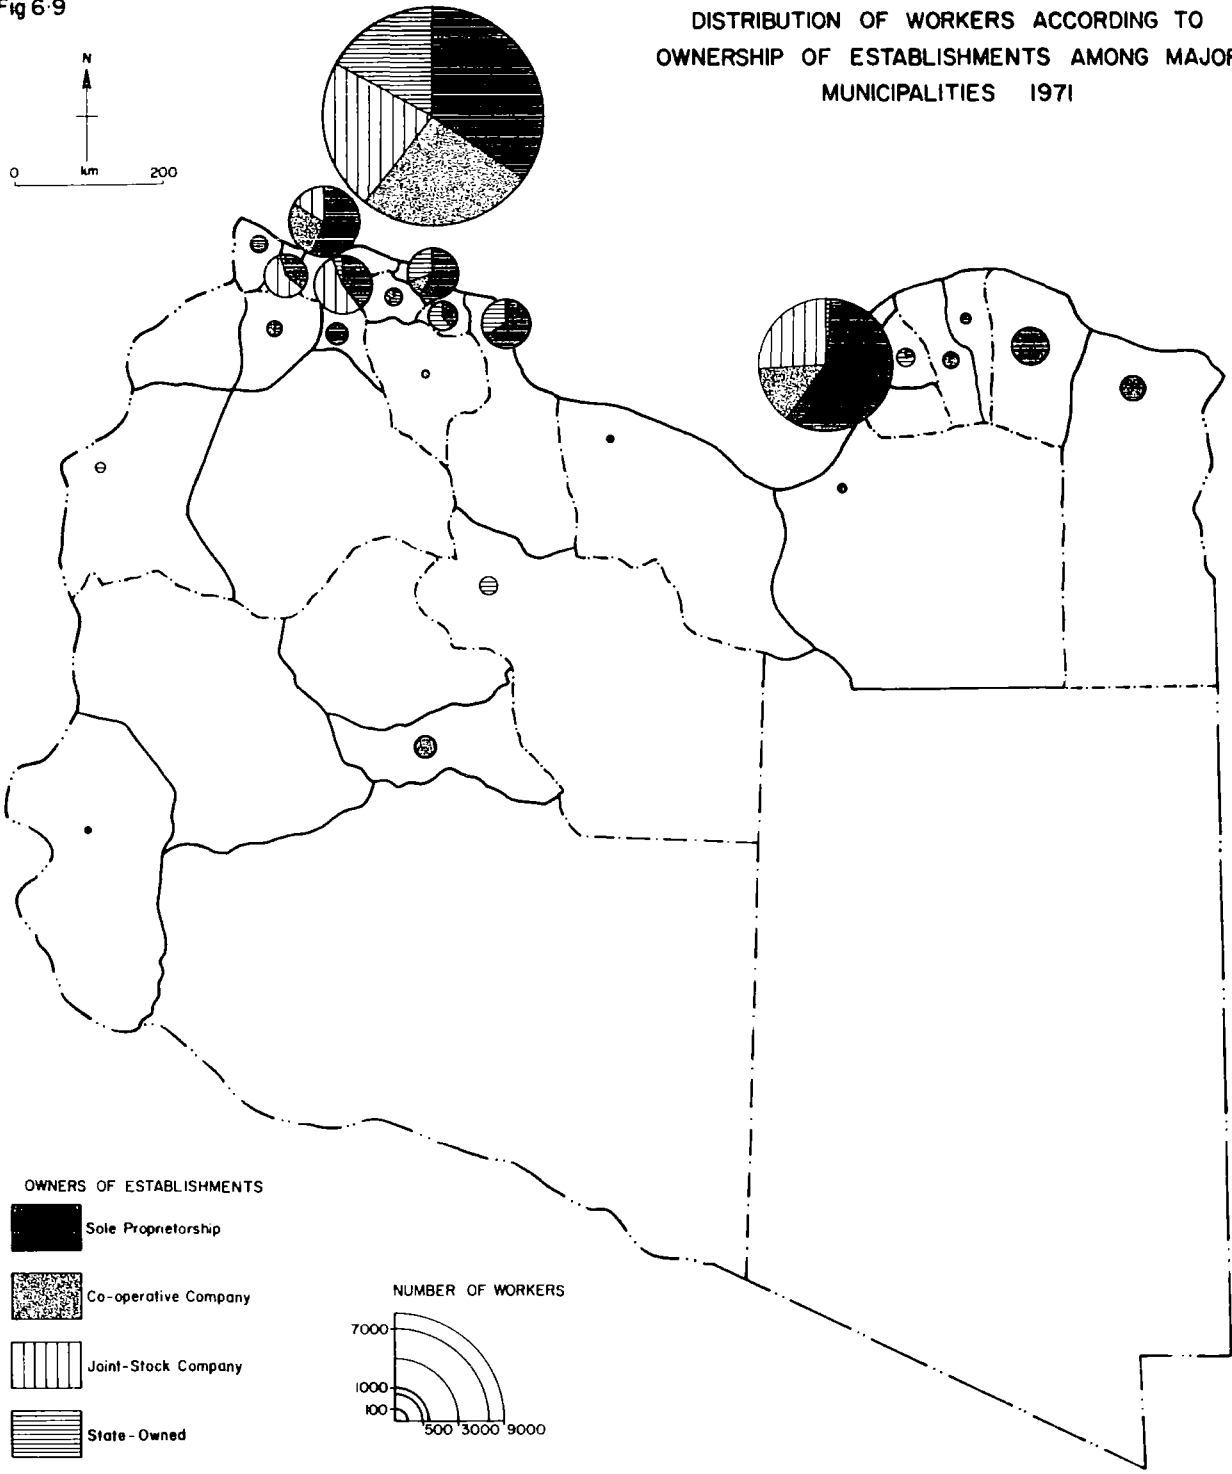 Fig 6·9
DISTRIBUTION OF WORKERS ACCORDING TO
OWNERSHIP OF ESTABLISHMENTS AMONG MAJOR
MUNICIPALITIES 1971
N
0 km 200
OWNERS OF ESTABLISHMENTS
Sole Proprietorship
Co-operative Company
Joint-Stock Company
State-Owned
NUMBER OF WORKERS
7000
1000
100
500 3000 9000